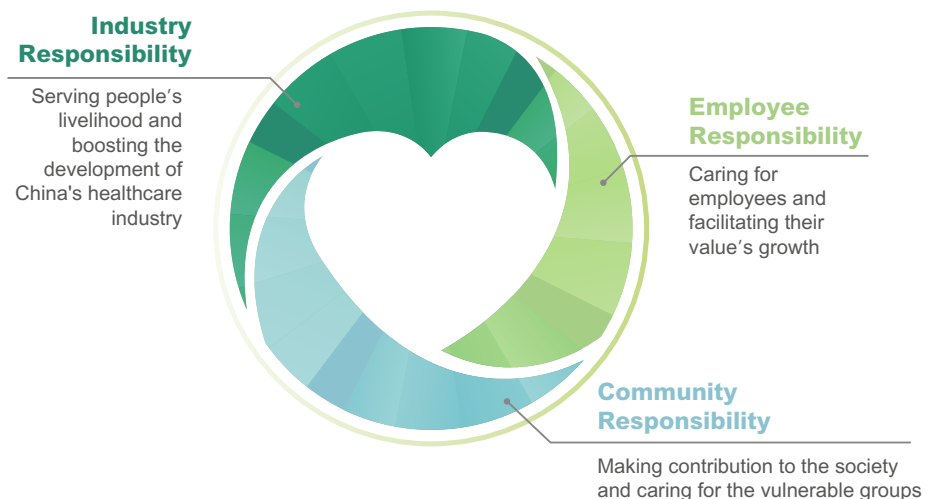 Industry
Responsibility
Serving people′s
livelihood and
boosting the
development of
China's healthcare
industry
Employee
Responsibility
Caring for
employees and
facilitating their
value′s growth
Community
Responsibility
Making contribution to the society
and caring for the vulnerable groups